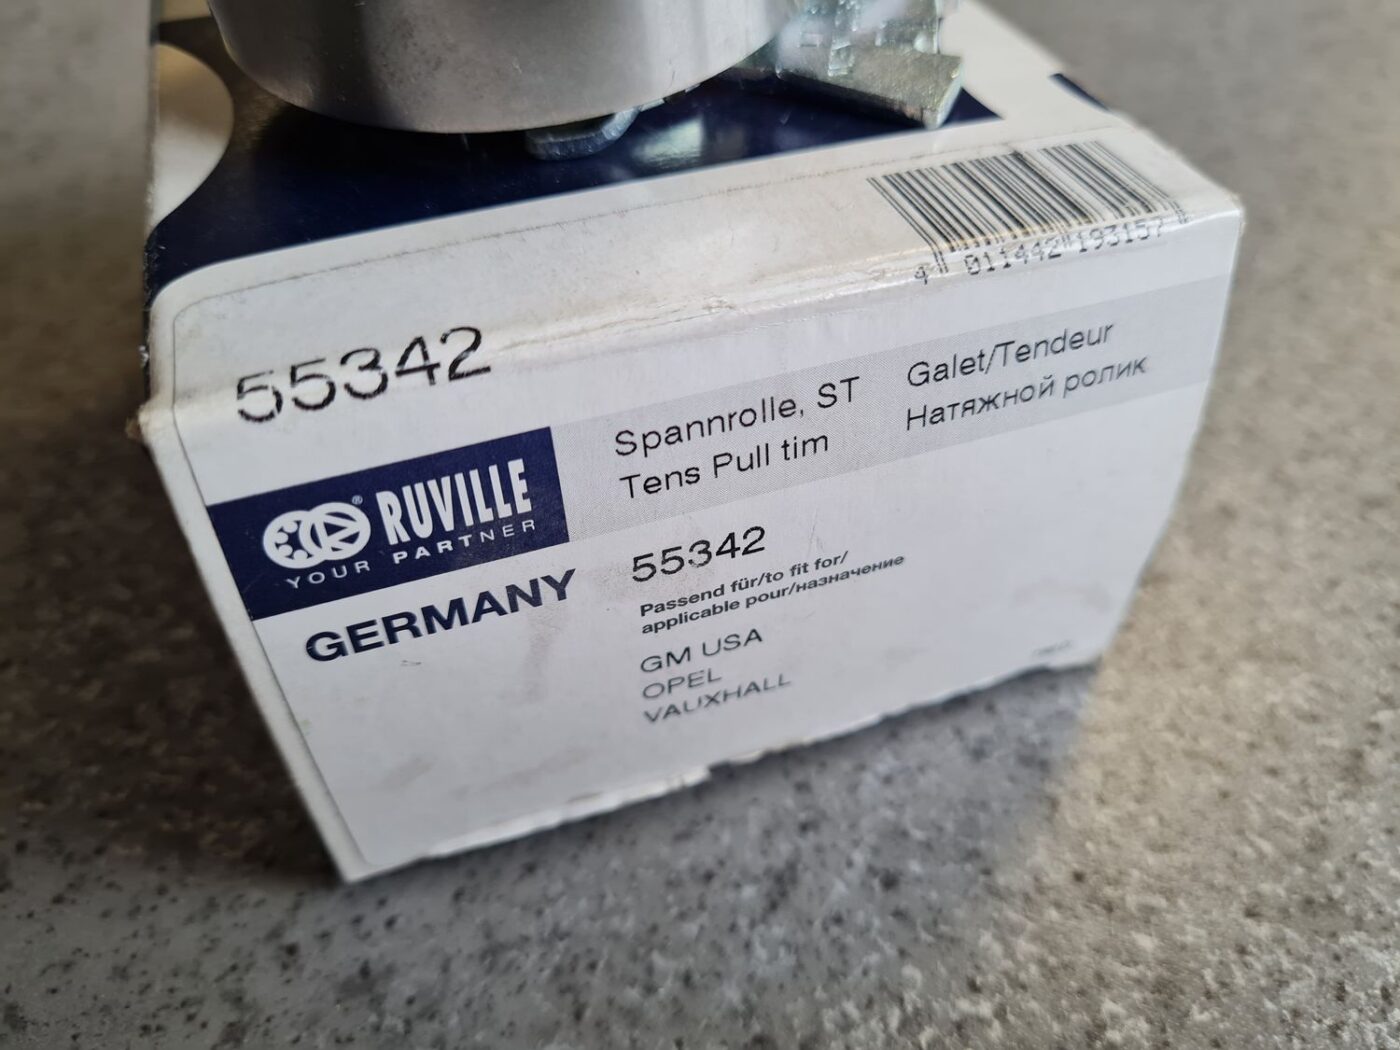 4 011442 193157
55342
Spannrolle, ST
Tens Pull tim
Galet/Tendeur
Натяжной ролик
RUVILLE®
YOUR PARTNER
GERMANY
55342
Passend für/to fit for/
applicable pour/назначение
GM USA
OPEL
VAUXHALL